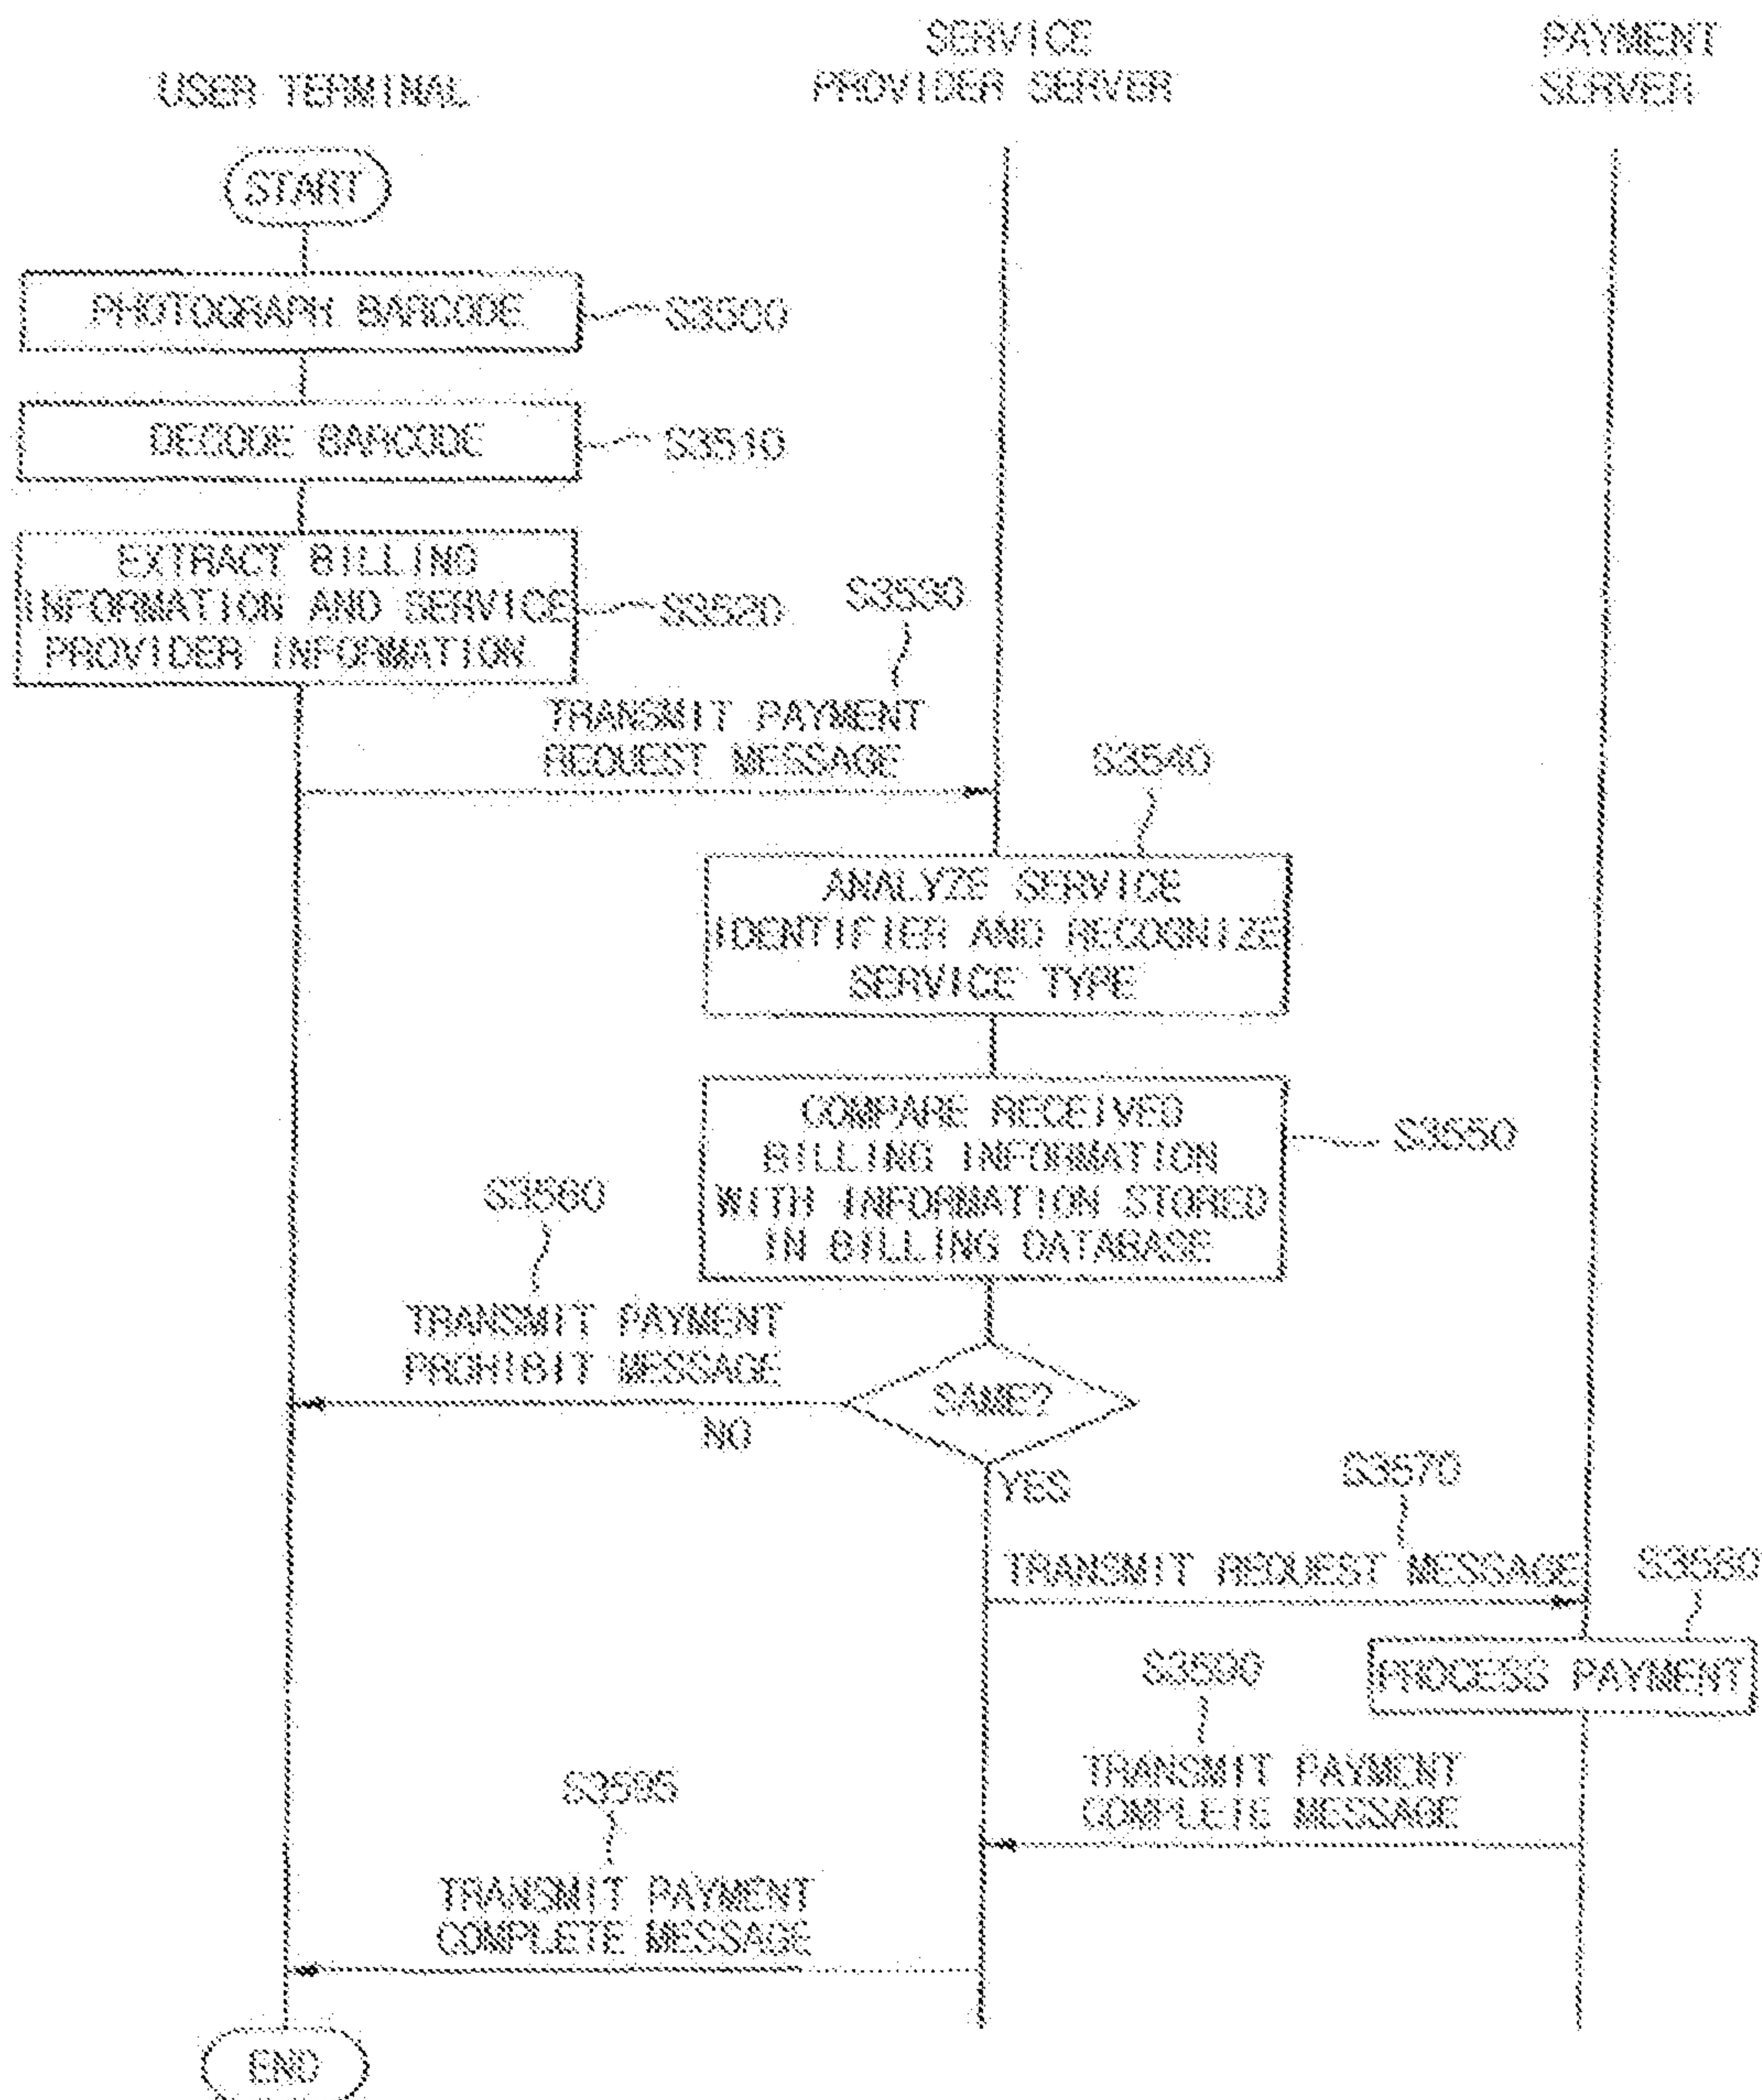 USER TERMINAL
SERVICE
PROVIDER SERVER
PAYMENT
SERVER
START
PHOTOGRAPH BARCODE
S3500
DECODE BARCODE
S3510
EXTRACT BILLING
INFORMATION AND SERVICE
PROVIDER INFORMATION
S3520
S3530
TRANSMIT PAYMENT
REQUEST MESSAGE
S3540
ANALYZE SERVICE
IDENTIFIER AND RECOGNIZE
SERVICE TYPE
COMPARE RECEIVED
BILLING INFORMATION
WITH INFORMATION STORED
IN BILLING DATABASE
S3550
S3560
TRANSMIT PAYMENT
PROHIBIT MESSAGE
SAME?
NO
YES
S3570
TRANSMIT REQUEST MESSAGE
S3580
PROCESS PAYMENT
S3590
TRANSMIT PAYMENT
COMPLETE MESSAGE
S3595
TRANSMIT PAYMENT
COMPLETE MESSAGE
END